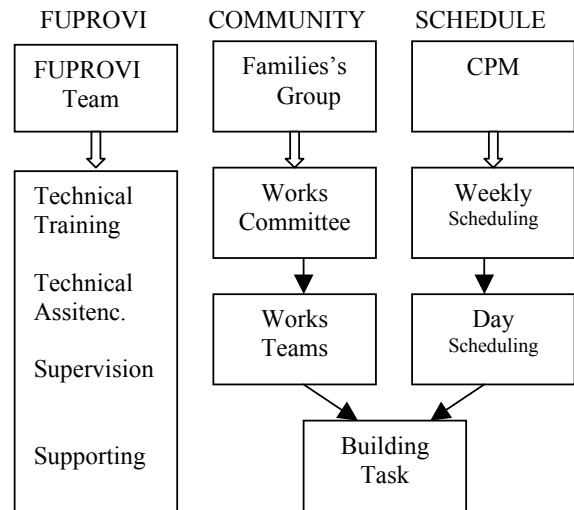 FUPROVI COMMUNITY SCHEDULE
FUPROVI
Team
Families's
Group
CPM
Technical
Training
Technical
Assitenc.
Supervision
Supporting
Works
Committee
Weekly
Scheduling
Works
Teams
Day
Scheduling
Building
Task